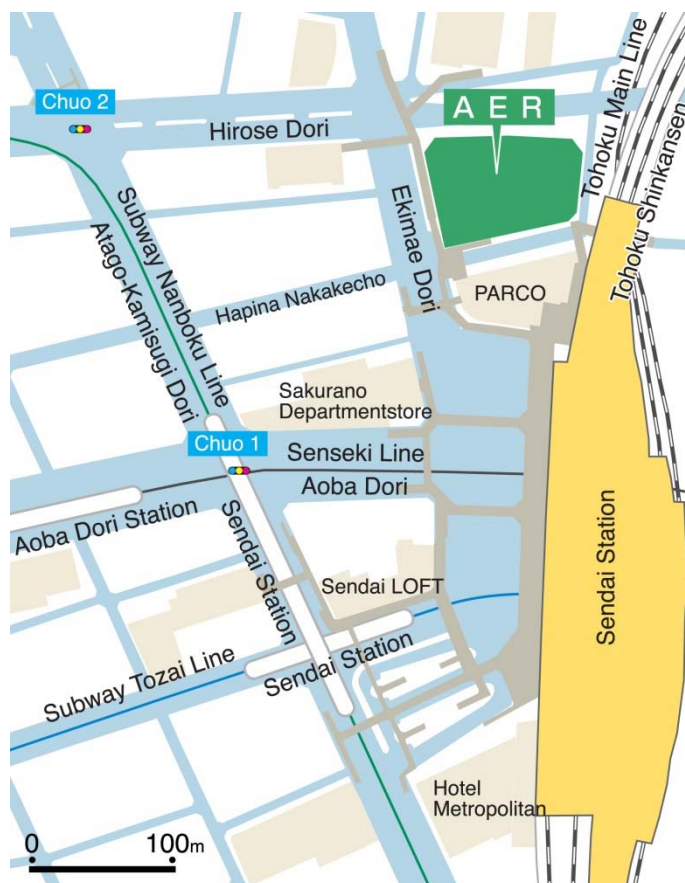 Chuo 2
A E R
Hirose Dori
Tohoku Main Line
Tohoku Shinkansen
Subway Nanboku Line
Atago-Kamisugi Dori
Ekimae Dori
Hapina Nakakecho
PARCO
Sakurano
Departmentstore
Chuo 1
Senseki Line
Aoba Dori
Aoba Dori Station
Sendai Station
Sendai Station
Sendai LOFT
Subway Tozai Line
Sendai Station
Hotel
Metropolitan
0 100m